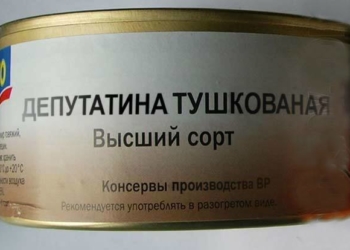 ДЕПУТАТИНА ТУШКОВАНАЯ
Высший сорт
Консервы производства ВР
Рекомендуется употреблять в разогретом виде.